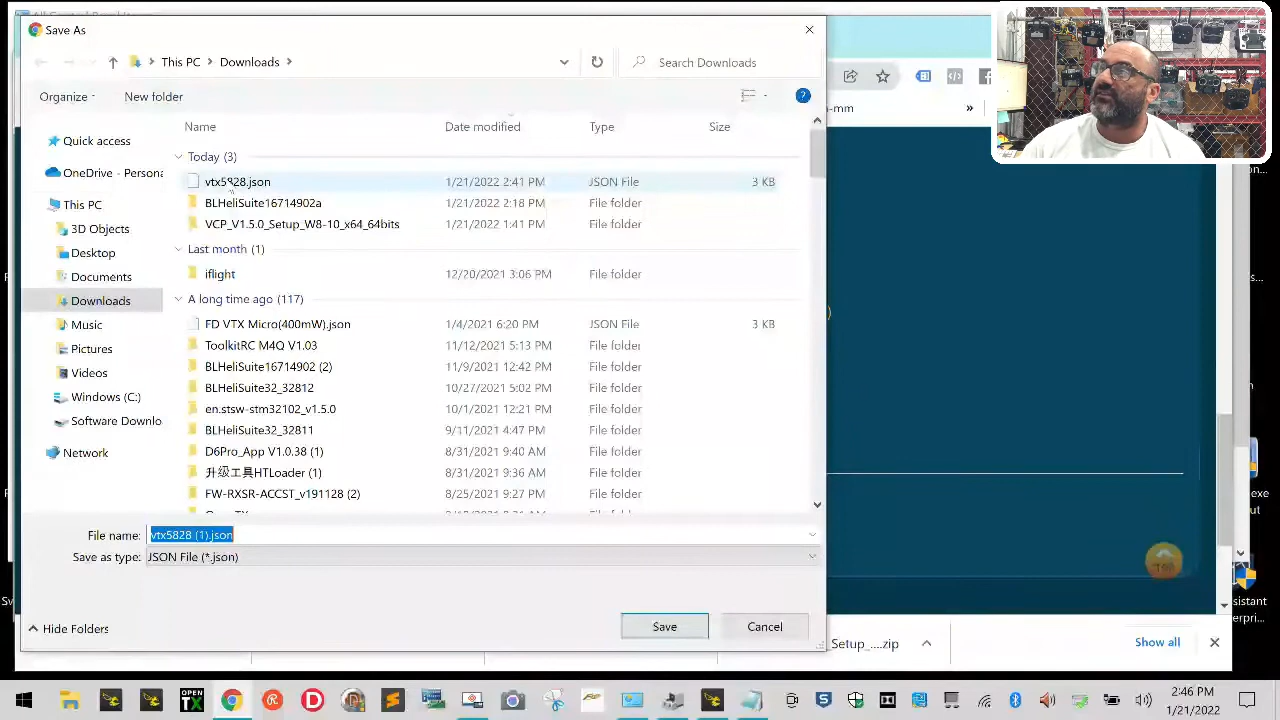 Save As
This PC > Downloads >
Search Downloads
Organize
New folder
-mm
»
Name
Date modified
Type
Size
Quick access
OneDrive - Persona
This PC
3D Objects
Desktop
Documents
Downloads
Music
Pictures
Videos
Windows (C:)
Software Downlo
Network
Today (3)
vtx5828.json 1/21/2022 2:41 PM JSON File 3 KB
BLHeliSuite16714902a 1/21/2022 2:18 PM File folder
VCP_V1.5.0_Setup_W8-10_x64_64bits 1/21/2022 1:41 PM File folder
Last month (1)
iflight 12/20/2021 3:06 PM File folder
A long time ago (117)
FD VTX Micro(400mW).json 1/4/2021 6:20 PM JSON File 3 KB
ToolkitRC M4Q V1.03 11/12/2021 5:13 PM File folder
BLHeliSuite16714902 (2) 11/9/2021 12:42 PM File folder
BLHeliSuite32_32812 10/27/2021 5:02 PM File folder
en.stsw-stm32102_v1.5.0 10/1/2021 12:21 PM File folder
BLHeliSuite32_32811 9/11/2021 4:47 PM File folder
D6Pro_App V1.0.38 (1) 8/31/2021 9:40 AM File folder
升级工具HTLoader (1) 8/31/2021 9:36 AM File folder
FW-RXSR-ACCST_v191128 (2) 8/25/2021 9:27 PM File folder
File name: vtx5828 (1).json
Save as type: JSON File (*.json)
Hide Folders
Save
Cancel
Setup_....zip
Show all
n...
s...
exe
ut
sistant
erpri...
OPEN
TX
2:46 PM
1/21/2022